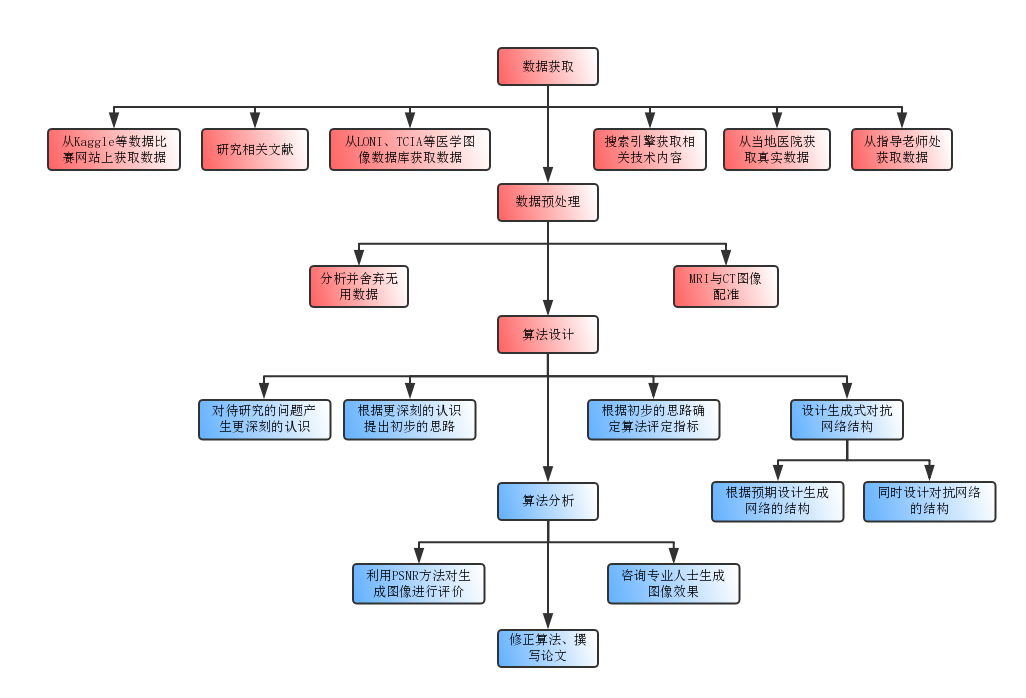 数据获取
从Kaggle等数据比
赛网站上获取数据
研究相关文献
从LONI、TCIA等医学图
像数据库获取数据
搜索引擎获取相
关技术内容
从当地医院获
取真实数据
从指导老师处
获取数据
数据预处理
分析并舍弃无
用数据
MRI与CT图像
配准
算法设计
对待研究的问题产
生更深刻的认识
根据更深刻的认识
提出初步的思路
根据初步的思路确
定算法评定指标
设计生成式对抗
网络结构
根据预期设计生成
网络的结构
同时设计对抗网络
的结构
算法分析
利用PSNR方法对生
成图像进行评价
咨询专业人士生成
图像效果
修正算法、撰
写论文